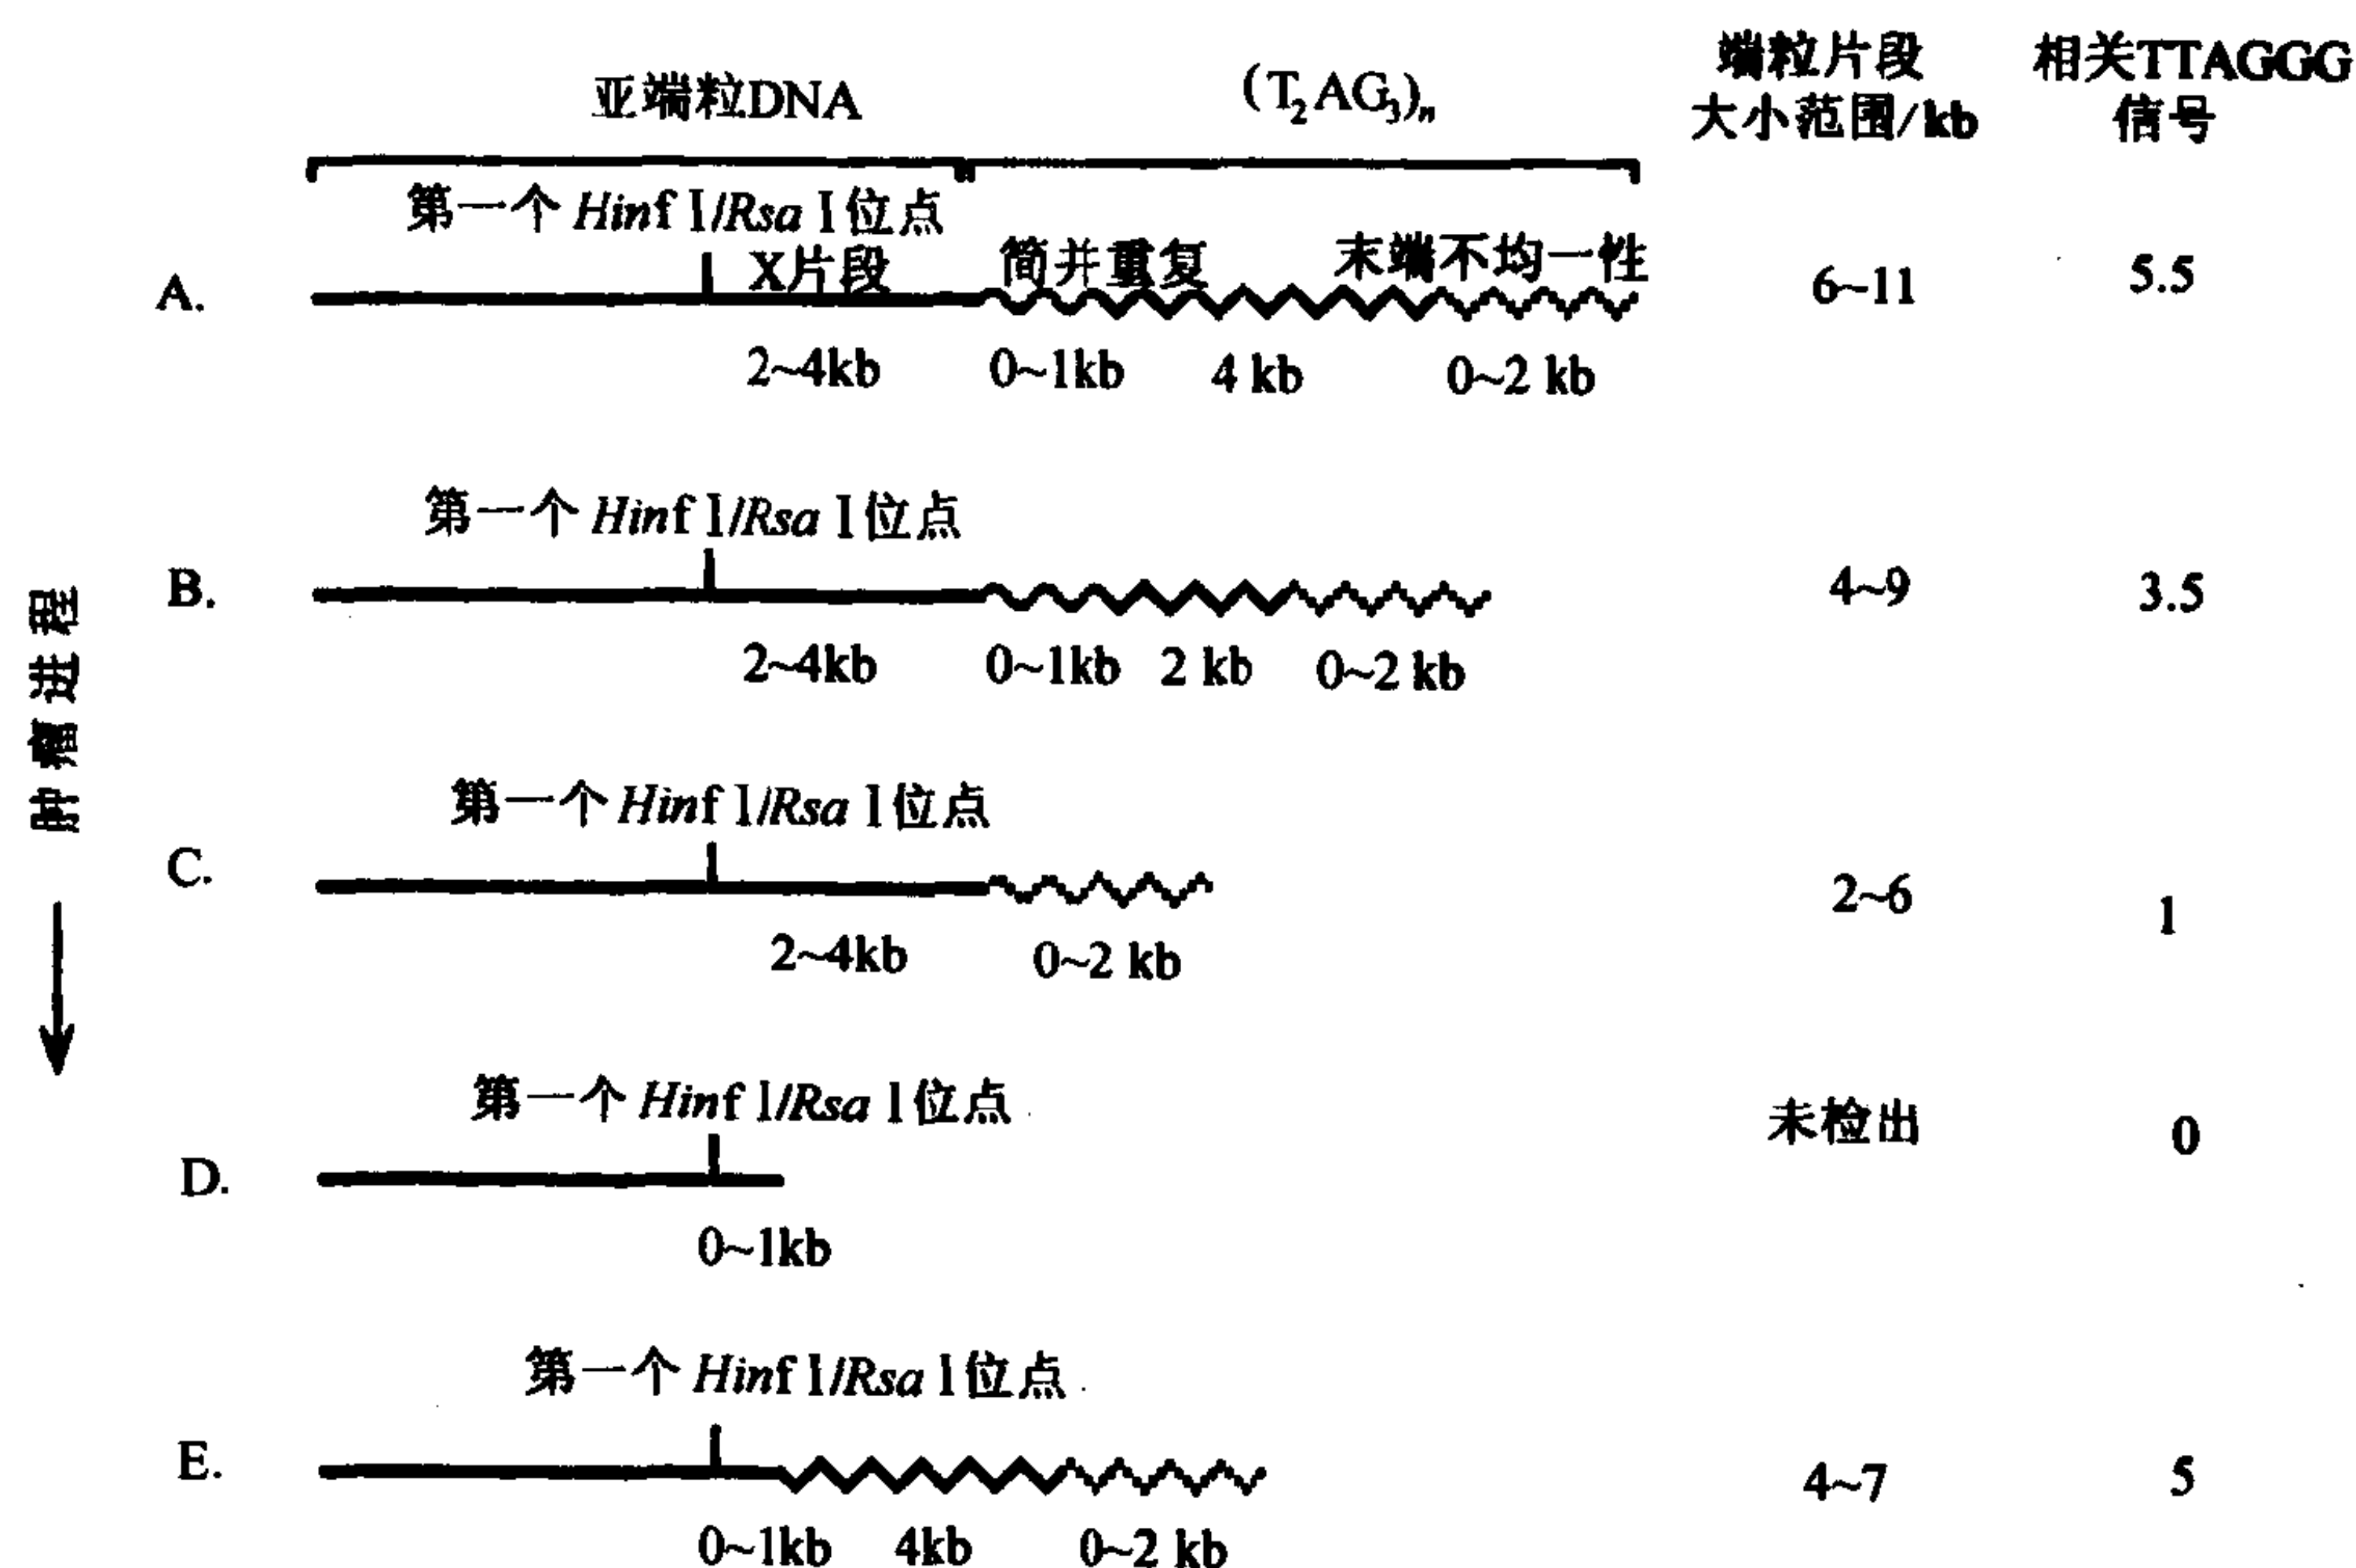 亚端粒DNA
(T₂AG₃)ₙ
端粒片段
大小范围/kb
相关TTAGGG
信号
第一个 Hinf I/Rsa I 位点
A.
X片段
简并重复
末端不均一性
6~11
5.5
2~4kb
0~1kb
4 kb
0~2 kb
第一个 Hinf I/Rsa I 位点
B.
4~9
3.5
2~4kb
0~1kb
2 kb
0~2 kb
进程
第一个 Hinf I/Rsa I 位点
C.
2~6
1
2~4kb
0~2 kb
第一个 Hinf I/Rsa I 位点
未检出
0
D.
0~1kb
第一个 Hinf I/Rsa I 位点
E.
4~7
5
0~1kb
4kb
0~2 kb